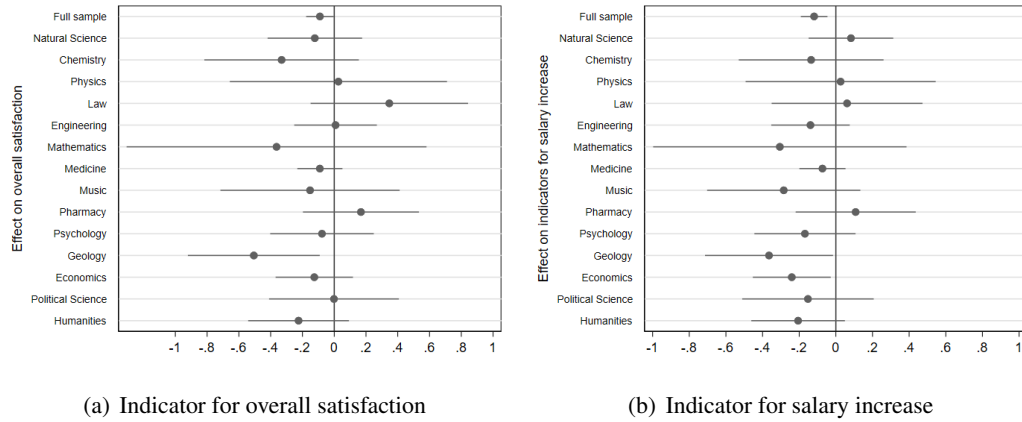 Effect on overall satisfaction
Full sample
Natural Science
Chemistry
Physics
Law
Engineering
Mathematics
Medicine
Music
Pharmacy
Psychology
Geology
Economics
Political Science
Humanities
-1 -.8 -.6 -.4 -.2 0 .2 .4 .6 .8 1
(a) Indicator for overall satisfaction
Effect on indicators for salary increase
Full sample
Natural Science
Chemistry
Physics
Law
Engineering
Mathematics
Medicine
Music
Pharmacy
Psychology
Geology
Economics
Political Science
Humanities
-1 -.8 -.6 -.4 -.2 0 .2 .4 .6 .8 1
(b) Indicator for salary increase